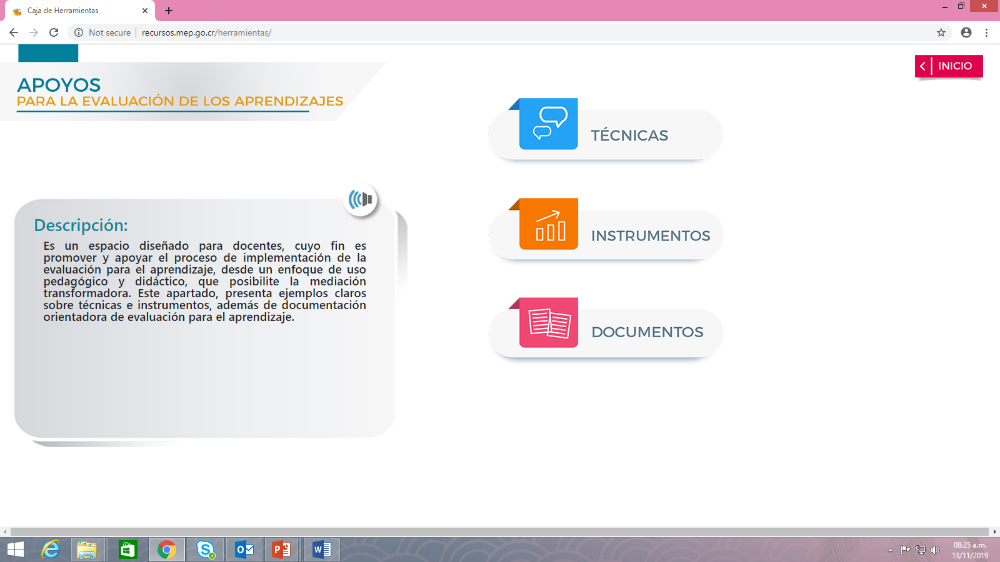 Caja de Herramientas
Not secure
recursos.mep.go.cr/herramientas/
INICIO
APOYOS
PARA LA EVALUACIÓN DE LOS APRENDIZAJES
TÉCNICAS
INSTRUMENTOS
DOCUMENTOS
Descripción:
Es un espacio diseñado para docentes, cuyo fin es
promover y apoyar el proceso de implementación de la
evaluación para el aprendizaje, desde un enfoque de uso
pedagógico y didáctico, que posibilite la mediación
transformadora. Este apartado, presenta ejemplos claros
sobre técnicas e instrumentos, además de documentación
orientadora de evaluación para el aprendizaje.
08:25 a.m.
13/11/2019